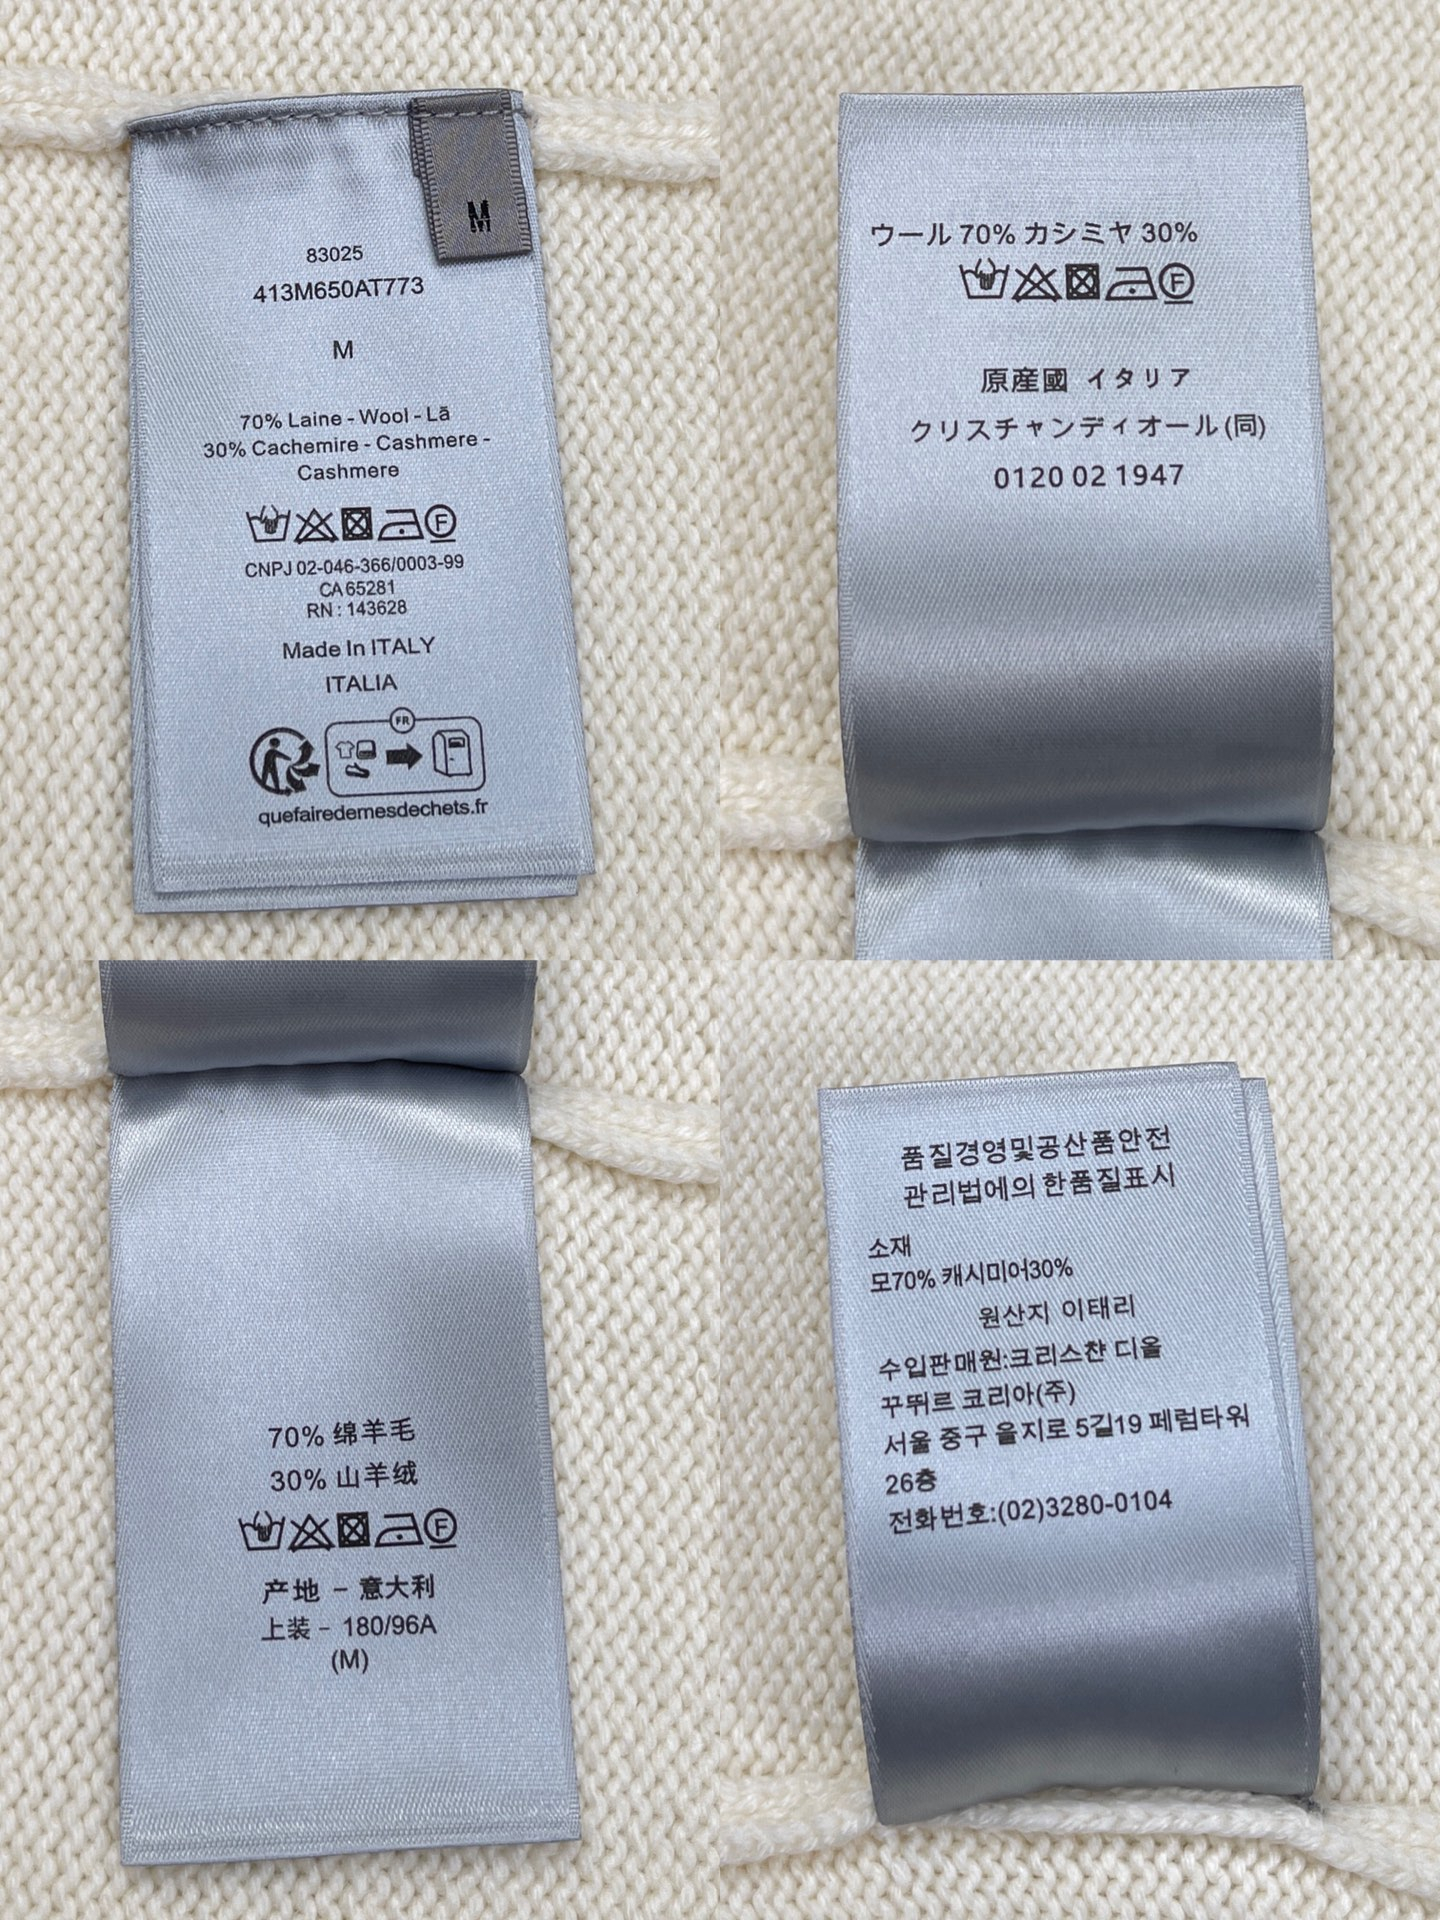 M
83025
413M650AT773
M
70% Laine - Wool - Lã
30% Cachemire - Cashmere -
Cashmere
F
CNPJ 02-046-366/0003-99
CA 65281
RN : 143628
Made In ITALY
ITALIA
FR
quefairedemesdechets.fr
ウール 70% カシミヤ 30%
F
原産國 イタリア
クリスチャンディオール(同)
0120 02 1947
70% 绵羊毛
30% 山羊绒
F
产地 - 意大利
上装 - 180/96A
(M)
품질경영및공산품안전
관리법에의 한품질표시
소재
모70% 캐시미어30%
원산지 이태리
수입판매원:크리스챤 디올
꾸뛰르 코리아(주)
서울 중구 을지로 5길19 페럼타워
26층
전화번호:(02)3280-0104